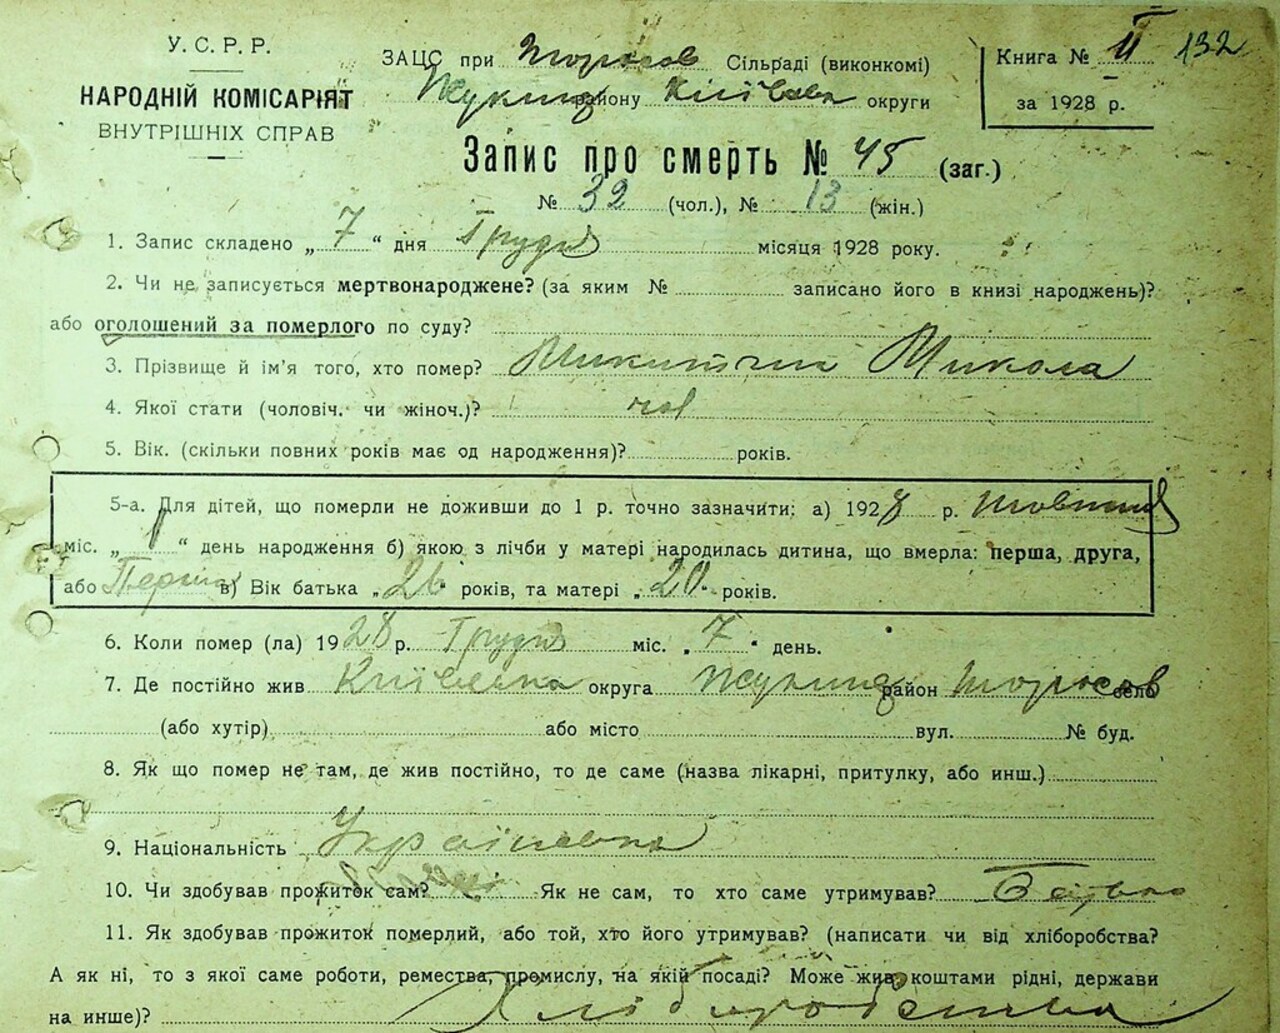 У.С.Р.Р.
НАРОДНІЙ КОМІСАРІЯТ
ВНУТРІШНІХ СПРАВ
ЗАЦС при Сільраді (виконкомі)
Жукинс району Київська округи
Книга № II 132
за 1928 р.
Запис про смерть № 45 (заг.)
№ 32 (чол.), № 13 (жін.)
1. Запис складено „7“ дня Грудня місяця 1928 року.
2. Чи не записується мертвонароджене? (за яким № записано його в книзі народжень)?
або оголошений за померлого по суду?
3. Прізвище й ім'я того, хто помер? Микитчин Микола
4. Якої стати (чоловіч. чи жіноч.)? чол
5. Вік. (скільки повних років має од народження)? років.
5-а. Для дітей, що померли не доживши до 1 р. точно зазначити: а) 1928 р. Жовтня
міс. „1“ день народження б) якою з лічби у матері народилась дитина, що вмерла: перша, друга,
або Перша в) Вік батька „26“ років, та матері „20“ років.
6. Коли помер (ла) 1928 р. Грудня міс. „7“ день.
7. Де постійно жив Київська округа Жукинс район село
(або хутір) або місто вул. № буд.
8. Як що помер не там, де жив постійно, то де саме (назва лікарні, притулку, або инш.)
9. Національність Українська
10. Чи здобував прожиток сам? ні Як не сам, то хто саме утримував? Батько
11. Як здобував прожиток померлий, або той, хто його утримував? (написати чи від хліборобства?
А як ні, то з якої саме роботи, ремества, промислу, на якій посаді? Може жив коштами рідні, держави
на инше)? Хліборобства